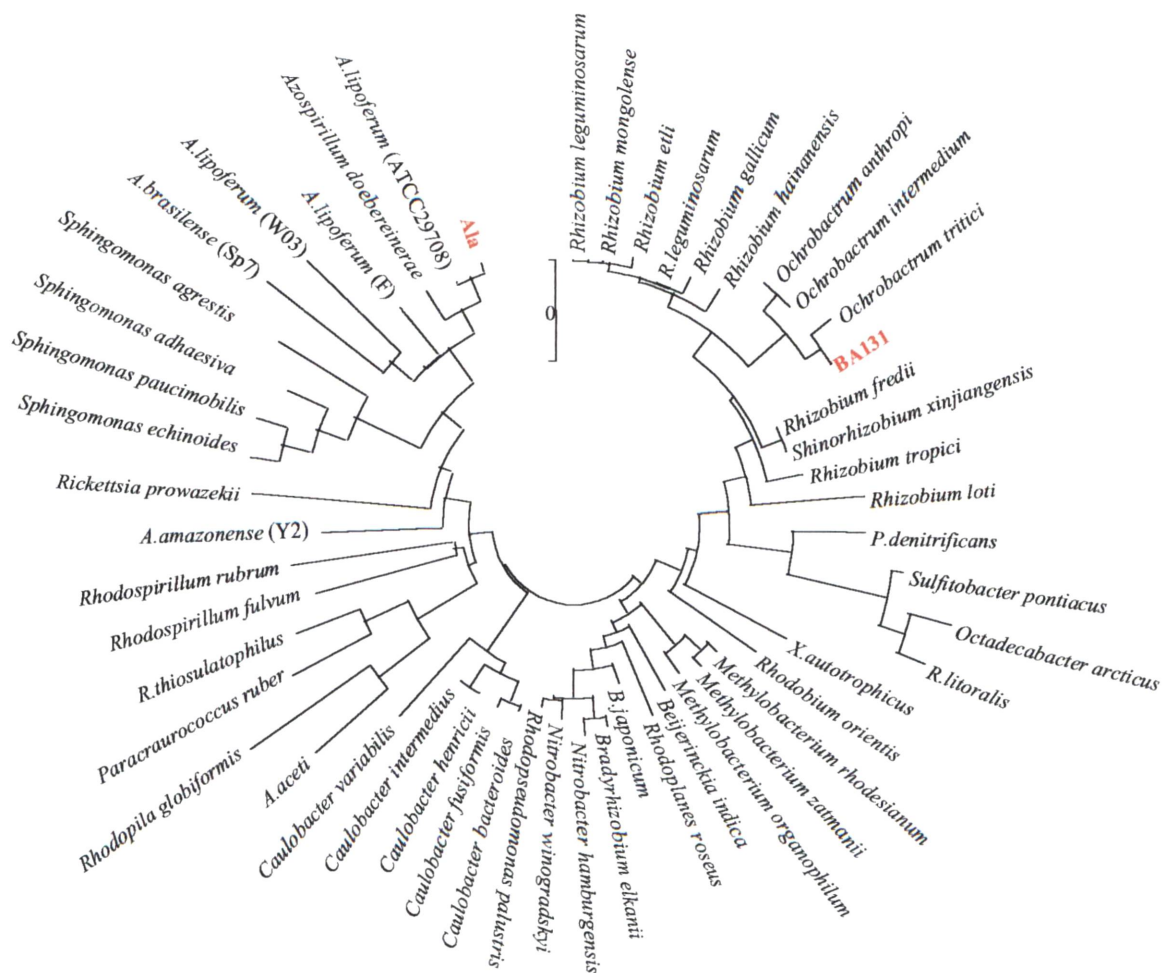 Rhizobium leguminosarum
Rhizobium mongolense
Rhizobium etli
R.leguminosarum
Rhizobium gallicum
Rhizobium hainanensis
Ochrobactrum anthropi
Ochrobactrum intermedium
Ochrobactrum tritici
BA131
Rhizobium fredii
Shinorhizobium xinjiangensis
Rhizobium tropici
Rhizobium loti
P.denitrificans
Sulfitobacter pontiacus
Octadecabacter arcticus
R.litoralis
X.autotrophicus
Rhodobium orientis
Methylobacterium rhodesianum
Methylobacterium zatmanii
Methylobacterium organophilum
Beijerinckia indica
Rhodoplanes roseus
B.japonicum
Bradyrhizobium elkanii
Nitrobacter hamburgensis
Nitrobacter winogradskyi
Rhodopseudomonas palustris
Caulobacter bacteroides
Caulobacter fusiformis
Caulobacter henricii
Caulobacter intermedius
Caulobacter variabilis
A.aceti
Rhodopila globiformis
Paracraurococcus ruber
R.thiosulatophilus
Rhodospirillum fulvum
Rhodospirillum rubrum
A.amazonense (Y2)
Rickettsia prowazekii
Sphingomonas echinoides
Sphingomonas paucimobilis
Sphingomonas adhaesiva
Sphingomonas agrestis
A.brasilense (Sp7)
A.lipoferum (W03)
A.lipoferum (F)
Azospirillum doebereinerae
A.lipoferum (ATCC29708)
Ala
0